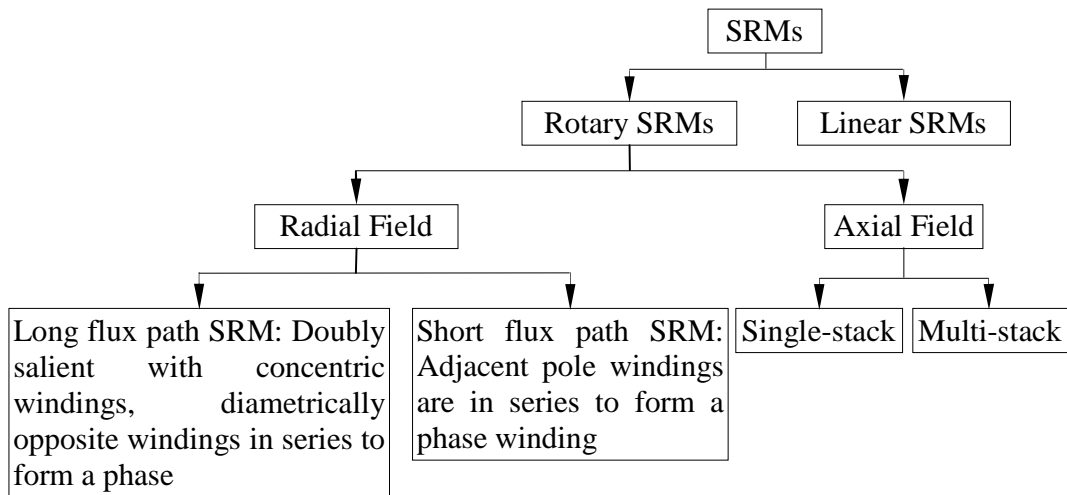 SRMs
Rotary SRMs
Linear SRMs
Radial Field
Axial Field
Long flux path SRM: Doubly
salient with concentric
windings, diametrically
opposite windings in series to
form a phase
Short flux path SRM:
Adjacent pole windings
are in series to form a
phase winding
Single-stack
Multi-stack